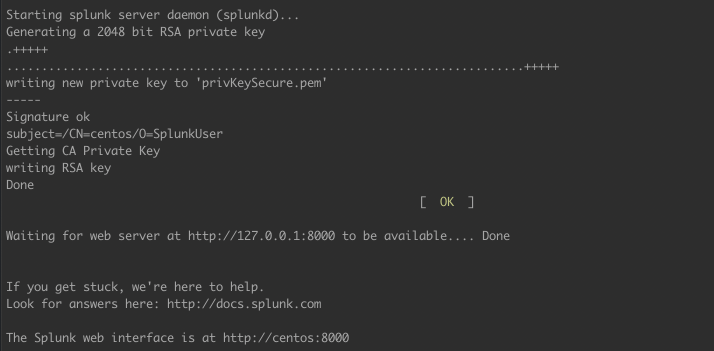 Starting splunk server daemon (splunkd)...
Generating a 2048 bit RSA private key
.+++++
..........................................................................+++++
writing new private key to 'privKeySecure.pem'
-----
Signature ok
subject=/CN=centos/O=SplunkUser
Getting CA Private Key
writing RSA key
Done
[  OK  ]
Waiting for web server at http://127.0.0.1:8000 to be available.... Done
If you get stuck, we're here to help.
Look for answers here: http://docs.splunk.com
The Splunk web interface is at http://centos:8000